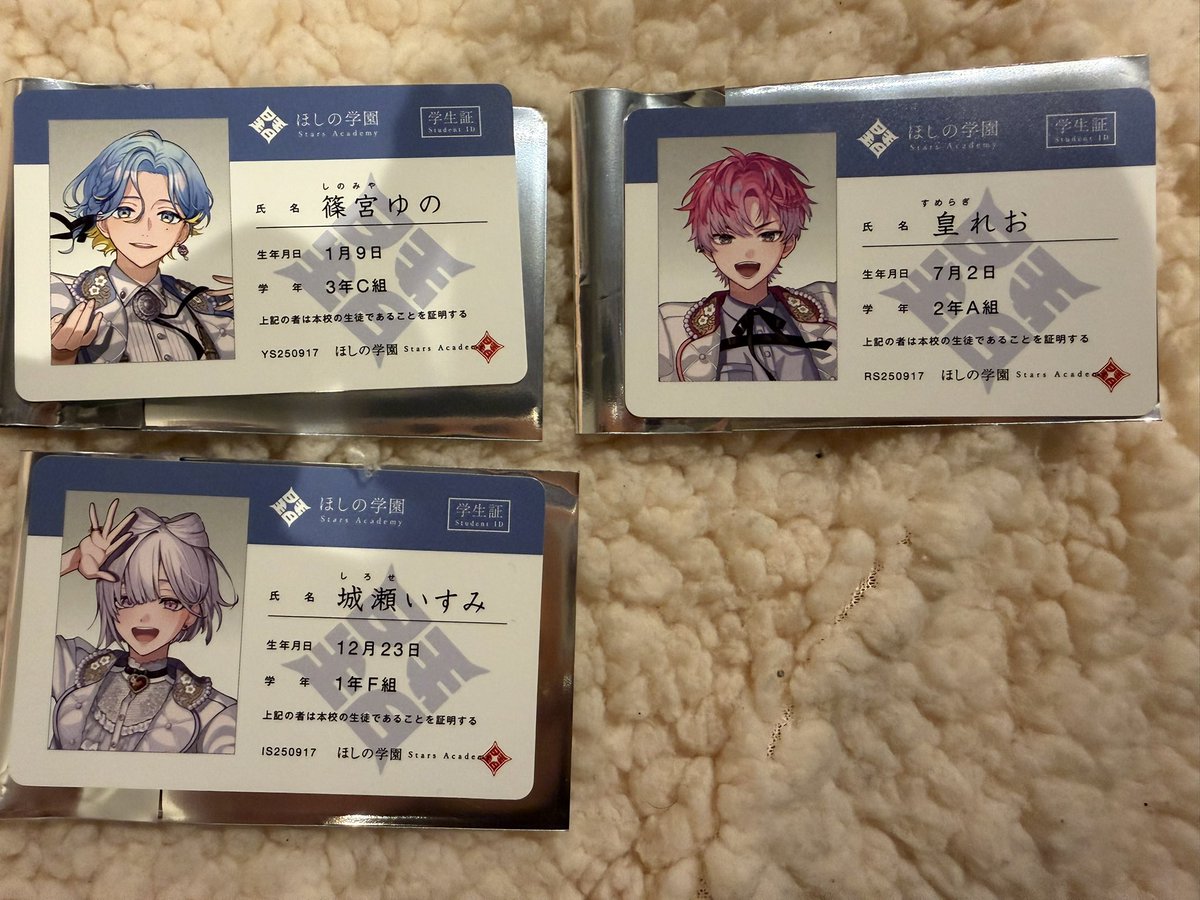 ほしの学園
Stars Academy
学生証
Student ID
しのみや
氏 名 篠宮ゆの
生年月日 1月9日
学 年 3年C組
上記の者は本校の生徒であることを証明する
YS250917 ほしの学園 Stars Acade
ほしの学園
Stars Academy
学生証
Student ID
すめらぎ
氏 名 皇れお
生年月日 7月2日
学 年 2年A組
上記の者は本校の生徒であることを証明する
RS250917 ほしの学園 Stars Acade
ほしの学園
Stars Academy
学生証
Student ID
しろせ
氏 名 城瀬いすみ
生年月日 12月23日
学 年 1年F組
上記の者は本校の生徒であることを証明する
IS250917 ほしの学園 Stars Acade